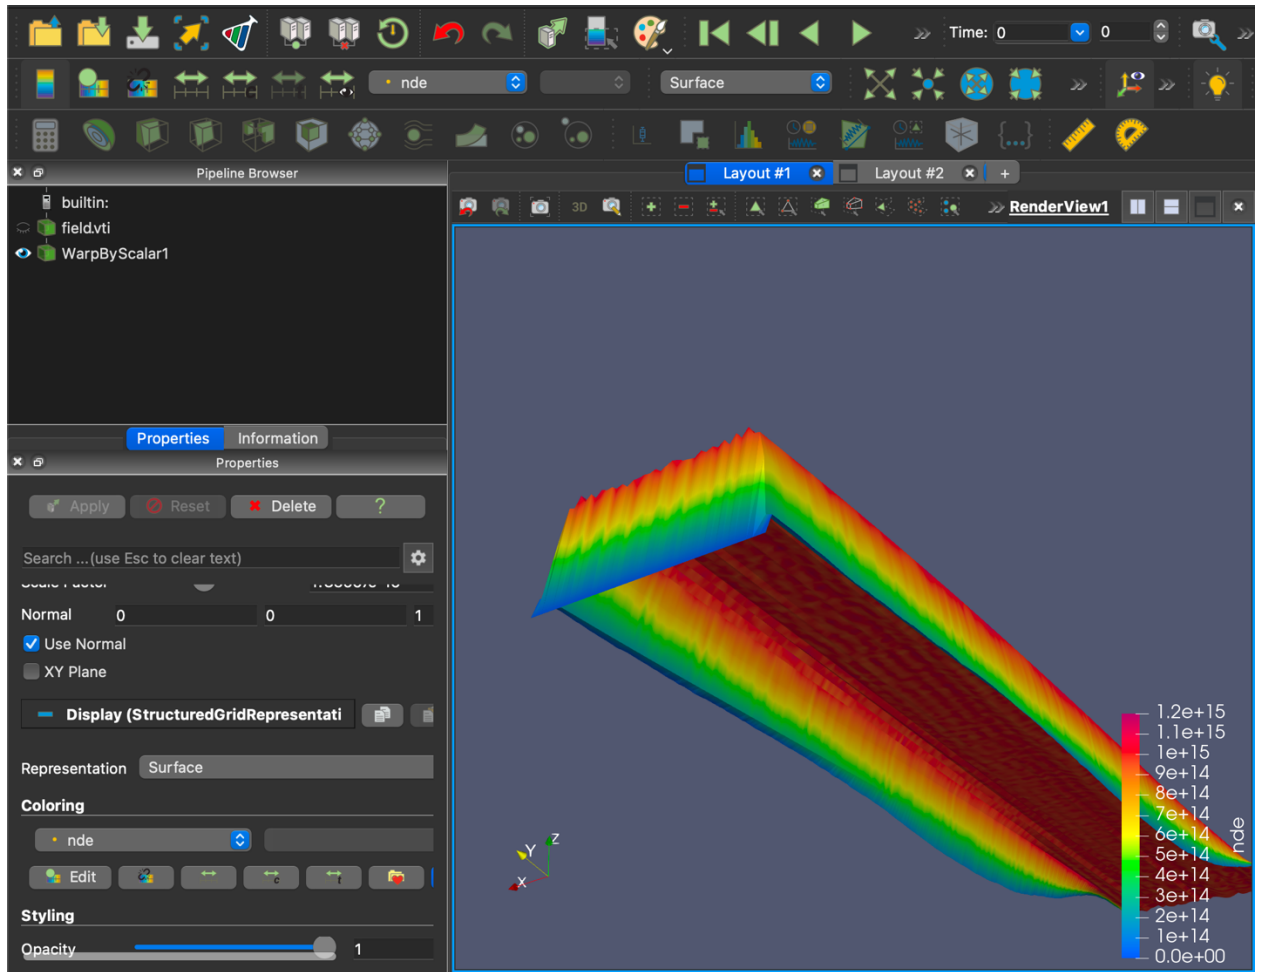 Time: 0 0
nde Surface
Pipeline Browser
Layout #1 Layout #2 +
builtin:
field.vti
WarpByScalar1
3D RenderView1
Properties Information
Properties
Apply Reset Delete ?
Search ... (use Esc to clear text)
Scale Factor
Normal 0 0 1
Use Normal
XY Plane
Display (StructuredGridRepresentati
Representation Surface
Coloring
nde
Edit
Styling
Opacity 1
Z
Y
X
1.2e+15
1.1e+15
1e+15
9e+14
8e+14
7e+14
6e+14
5e+14
4e+14
3e+14
2e+14
1e+14
0.0e+00
nde